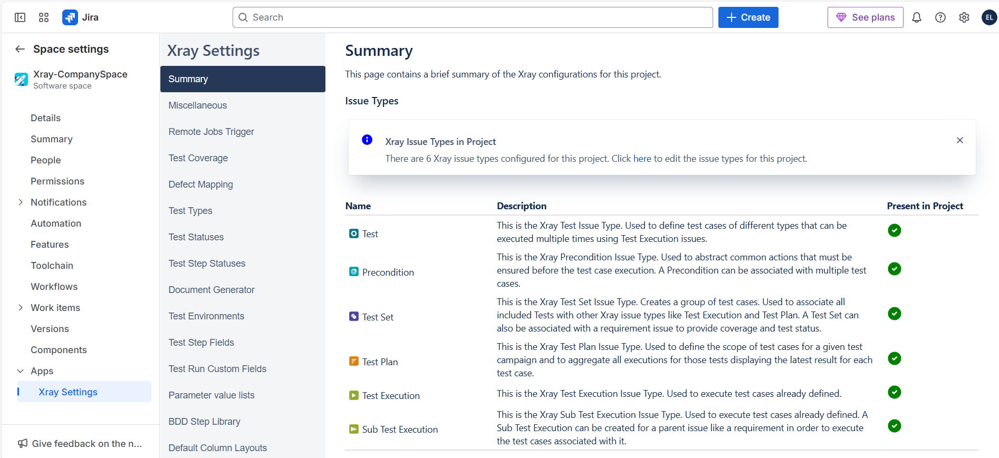 Jira
Search
Create
See plans
EL
Space settings
Xray-CompanySpace
Software space
Details
Summary
People
Permissions
Notifications
Automation
Features
Toolchain
Workflows
Work items
Versions
Components
Apps
Xray Settings
Give feedback on the n...
Xray Settings
Summary
Miscellaneous
Remote Jobs Trigger
Test Coverage
Defect Mapping
Test Types
Test Statuses
Test Step Statuses
Document Generator
Test Environments
Test Step Fields
Test Run Custom Fields
Parameter value lists
BDD Step Library
Default Column Layouts
Summary
This page contains a brief summary of the Xray configurations for this project.
Issue Types
Xray Issue Types in Project
There are 6 Xray issue types configured for this project. Click here to edit the issue types for this project.
Name Description Present in Project
Test
This is the Xray Test Issue Type. Used to define test cases of different types that can be
executed multiple times using Test Execution issues.
Precondition
This is the Xray Precondition Issue Type. Used to abstract common actions that must be
ensured before the test case execution. A Precondition can be associated with multiple test
cases.
Test Set
This is the Xray Test Set Issue Type. Creates a group of test cases. Used to associate all
included Tests with other Xray issue types like Test Execution and Test Plan. A Test Set can
also be associated with a requirement issue to provide coverage and test status.
Test Plan
This is the Xray Test Plan Issue Type. Used to define the scope of test cases for a given test
campaign and to aggregate all executions for those tests displaying the latest result for each
test case.
Test Execution
This is the Xray Test Execution Issue Type. Used to execute test cases already defined.
Sub Test Execution
This is the Xray Sub Test Execution Issue Type. Used to execute test cases already defined. A
Sub Test Execution can be created for a parent issue like a requirement in order to execute
the test cases associated with it.